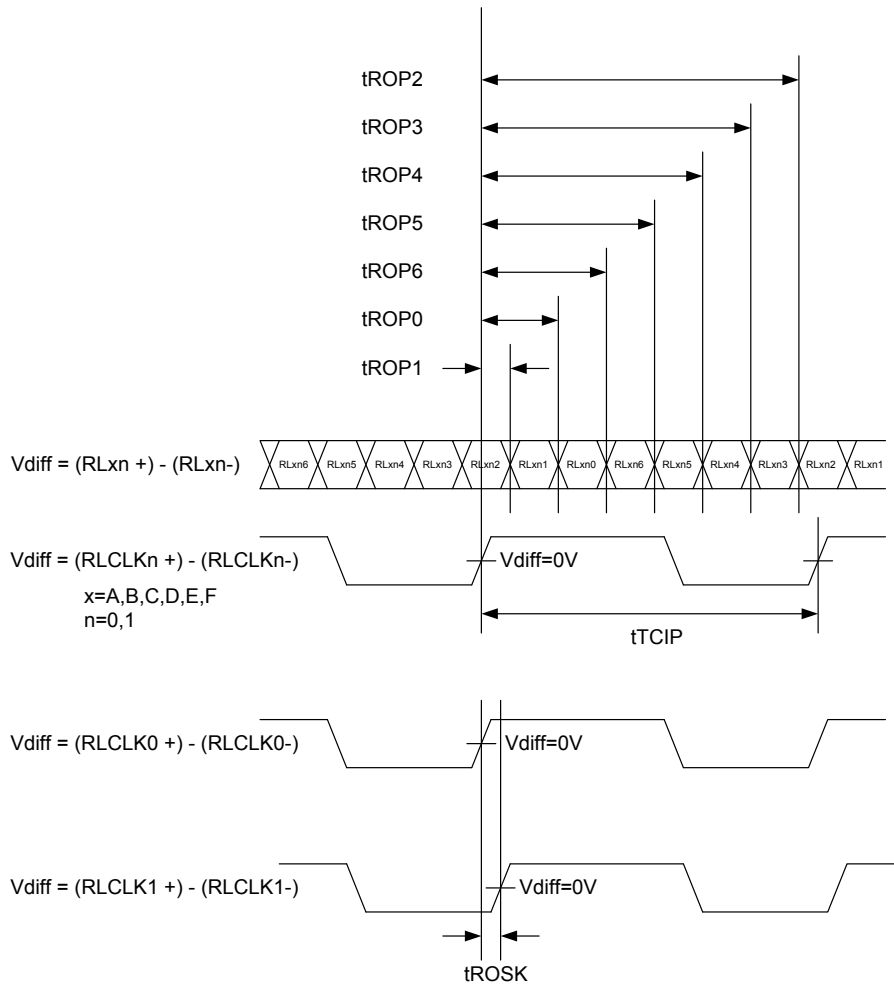 tROP2
tROP3
tROP4
tROP5
tROP6
tROP0
tROP1
Vdiff = (RLxn +) - (RLxn-)
RLxn6 RLxn5 RLxn4 RLxn3 RLxn2 RLxn1 RLxn0 RLxn6 RLxn5 RLxn4 RLxn3 RLxn2 RLxn1
Vdiff = (RLCLKn +) - (RLCLKn-) Vdiff=0V
x=A,B,C,D,E,F
n=0,1
tTCIP
Vdiff = (RLCLK0 +) - (RLCLK0-) Vdiff=0V
Vdiff = (RLCLK1 +) - (RLCLK1-) Vdiff=0V
tROSK